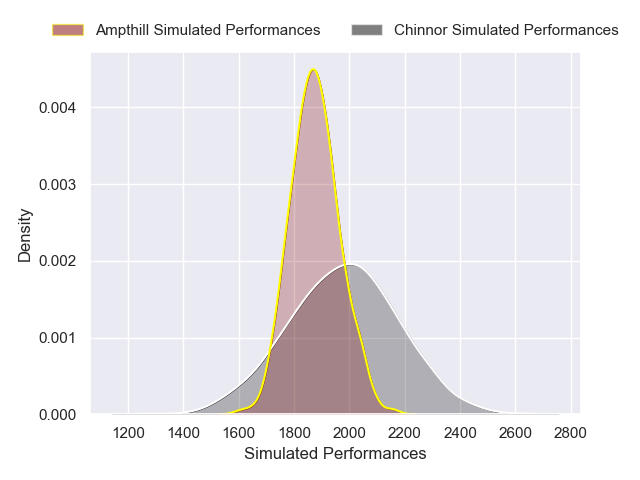 Ampthill Simulated Performances Chinnor Simulated Performances
0.004
0.003
0.002
0.001
0.000
Density
1200 1400 1600 1800 2000 2200 2400 2600 2800
Simulated Performances